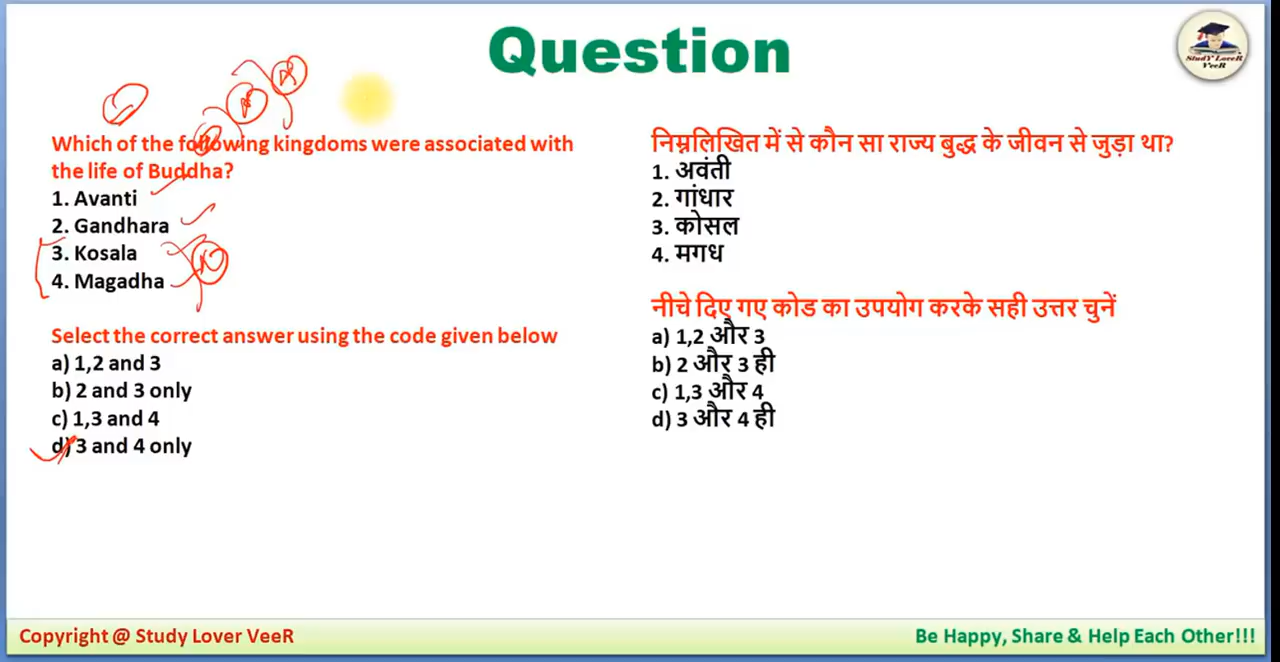 Question
StudY LoveR
VeeR
Which of the following kingdoms were associated with
the life of Buddha?
1. Avanti
2. Gandhara
3. Kosala
4. Magadha
Select the correct answer using the code given below
a) 1,2 and 3
b) 2 and 3 only
c) 1,3 and 4
d) 3 and 4 only
निम्नलिखित में से कौन सा राज्य बुद्ध के जीवन से जुड़ा था?
1. अवंती
2. गांधार
3. कोसल
4. मगध
नीचे दिए गए कोड का उपयोग करके सही उत्तर चुनें
a) 1,2 और 3
b) 2 और 3 ही
c) 1,3 और 4
d) 3 और 4 ही
Copyright @ Study Lover VeeR
Be Happy, Share & Help Each Other!!!